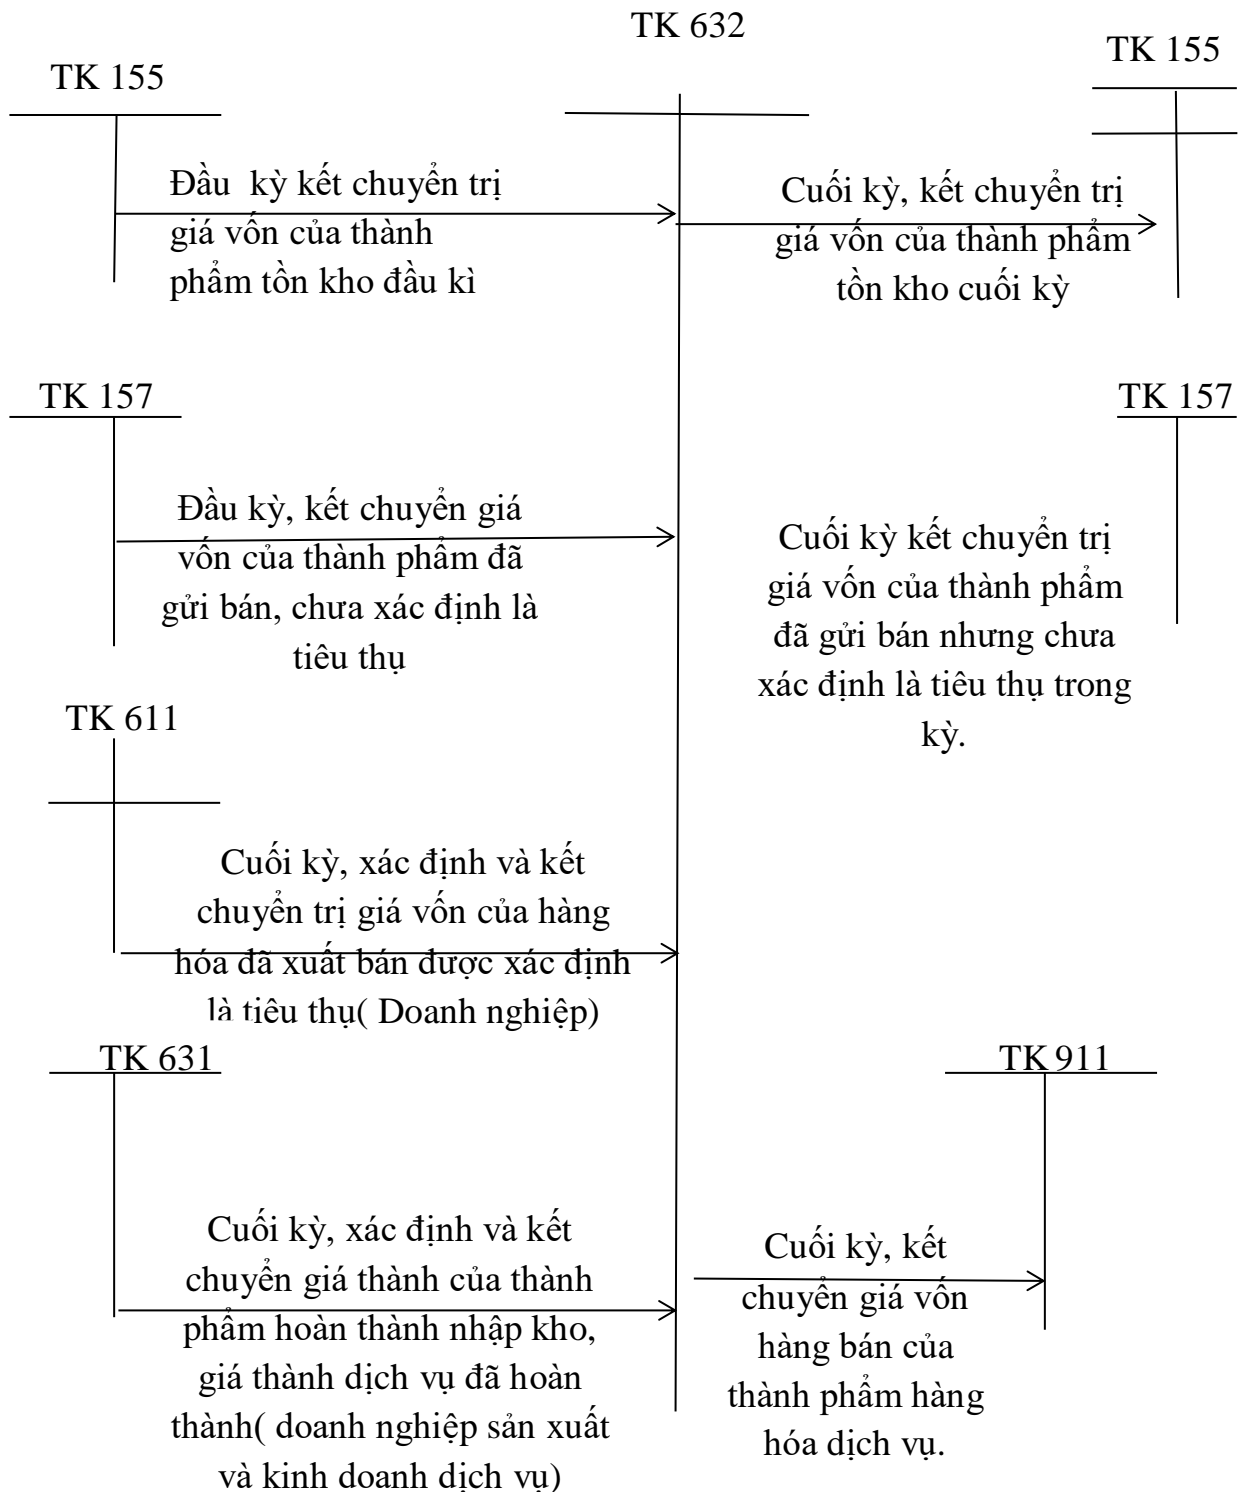 TK 632
TK 155
TK 155
Đầu kỳ kết chuyển trị
giá vốn của thành
phẩm tồn kho đầu kì
Cuối kỳ, kết chuyển trị
giá vốn của thành phẩm
tồn kho cuối kỳ
TK 157
TK 157
Đầu kỳ, kết chuyển giá
vốn của thành phẩm đã
gửi bán, chưa xác định là
tiêu thụ
Cuối kỳ kết chuyển trị
giá vốn của thành phẩm
đã gửi bán nhưng chưa
xác định là tiêu thụ trong
kỳ.
TK 611
Cuối kỳ, xác định và kết
chuyển trị giá vốn của hàng
hóa đã xuất bán được xác định
là tiêu thụ( Doanh nghiệp)
TK 631
TK 911
Cuối kỳ, xác định và kết
chuyển giá thành của thành
phẩm hoàn thành nhập kho,
giá thành dịch vụ đã hoàn
thành( doanh nghiệp sản xuất
và kinh doanh dịch vụ)
Cuối kỳ, kết
chuyển giá vốn
hàng bán của
thành phẩm hàng
hóa dịch vụ.